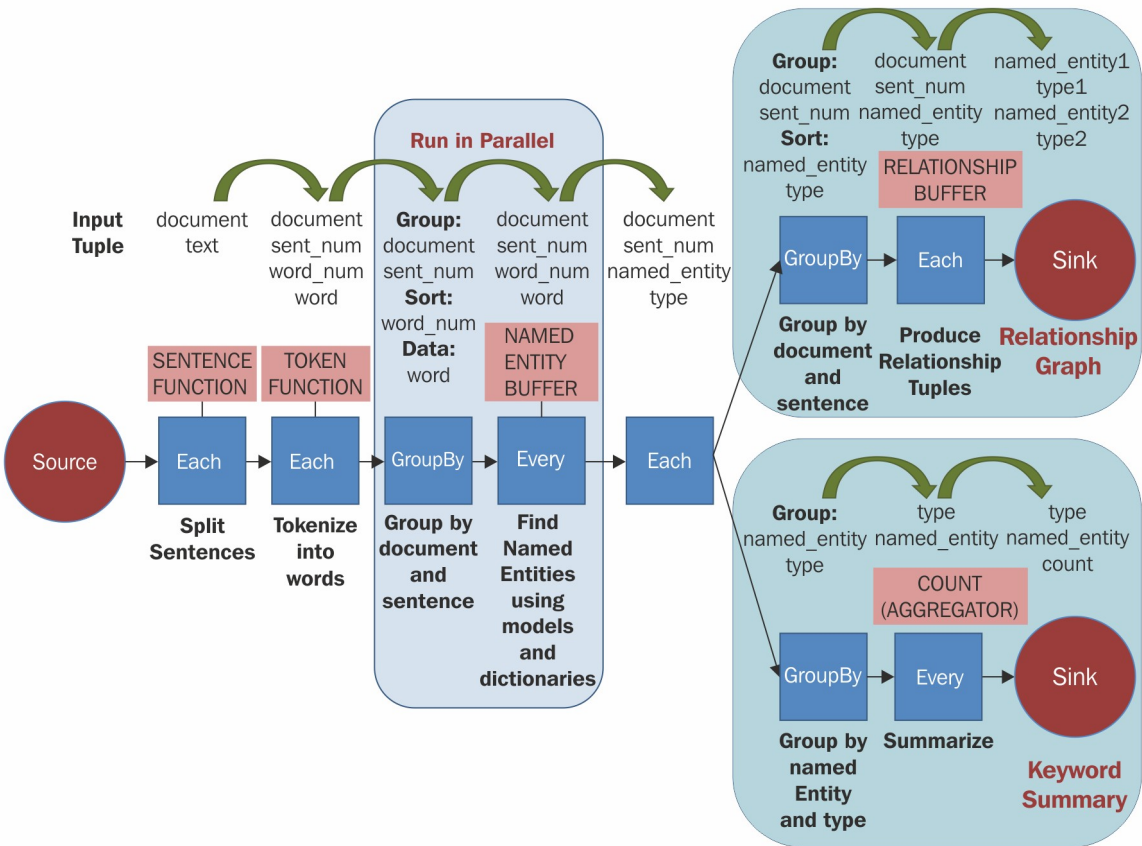 Run in Parallel
Input
Tuple
document
text
document
sent_num
word_num
word
Group:
document
sent_num
Sort:
word_num
Data:
word
document
sent_num
word_num
word
document
sent_num
named_entity
type
SENTENCE
FUNCTION
TOKEN
FUNCTION
NAMED
ENTITY
BUFFER
Source
Each
Each
GroupBy
Every
Each
Split
Sentences
Tokenize
into
words
Group by
document
and
sentence
Find
Named
Entities
using
models
and
dictionaries
Group:
document
sent_num
Sort:
named_entity
type
document
sent_num
named_entity
type
named_entity1
type1
named_entity2
type2
RELATIONSHIP
BUFFER
GroupBy
Each
Sink
Group by
document
and
sentence
Produce
Relationship
Tuples
Relationship
Graph
Group:
named_entity
type
type
named_entity
type
named_entity
count
COUNT
(AGGREGATOR)
GroupBy
Every
Sink
Group by
named
Entity
and type
Summarize
Keyword
Summary